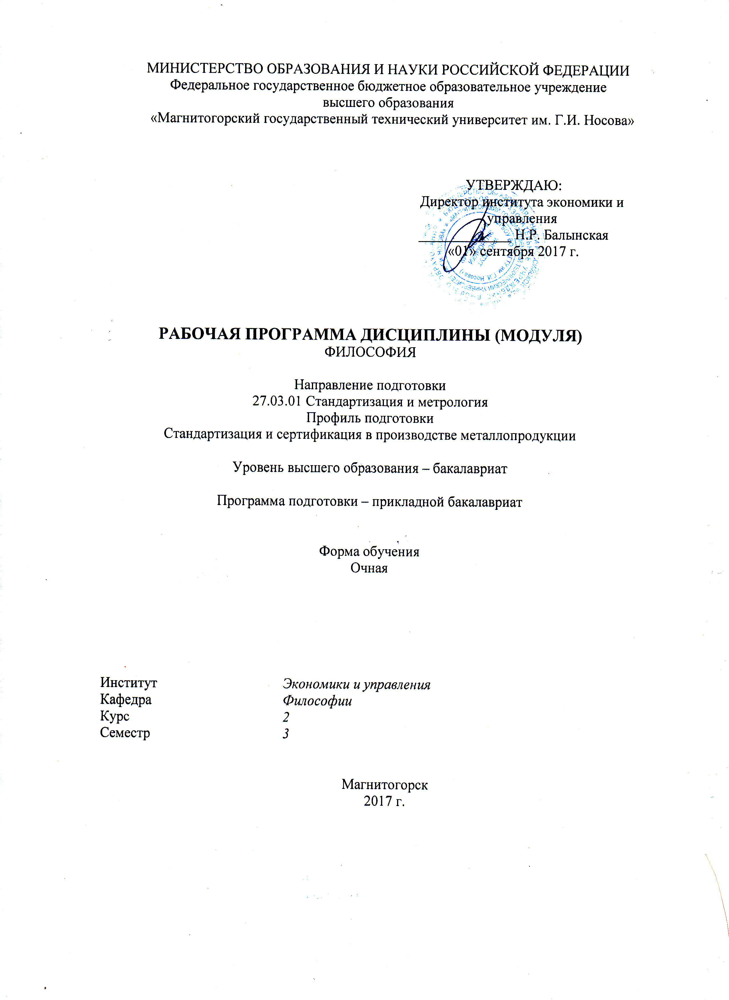 МИНИСТЕРСТВО ОБРАЗОВАНИЯ И НАУКИ РОССИЙСКОЙ ФЕДЕРАЦИИ
Федеральное государственное бюджетное образовательное учреждение
высшего образования
«Магнитогорский государственный технический университет им. Г.И. Носова»
УТВЕРЖДАЮ:
Директор института экономики и
управления
Н.Р. Балынская
«01» сентября 2017 г.
РАБОЧАЯ ПРОГРАММА ДИСЦИПЛИНЫ (МОДУЛЯ)
ФИЛОСОФИЯ
Направление подготовки
27.03.01 Стандартизация и метрология
Профиль подготовки
Стандартизация и сертификация в производстве металлопродукции
Уровень высшего образования – бакалавриат
Программа подготовки – прикладной бакалавриат
Форма обучения
Очная
Институт Экономики и управления
Кафедра Философии
Курс 2
Семестр 3
Магнитогорск
2017 г.